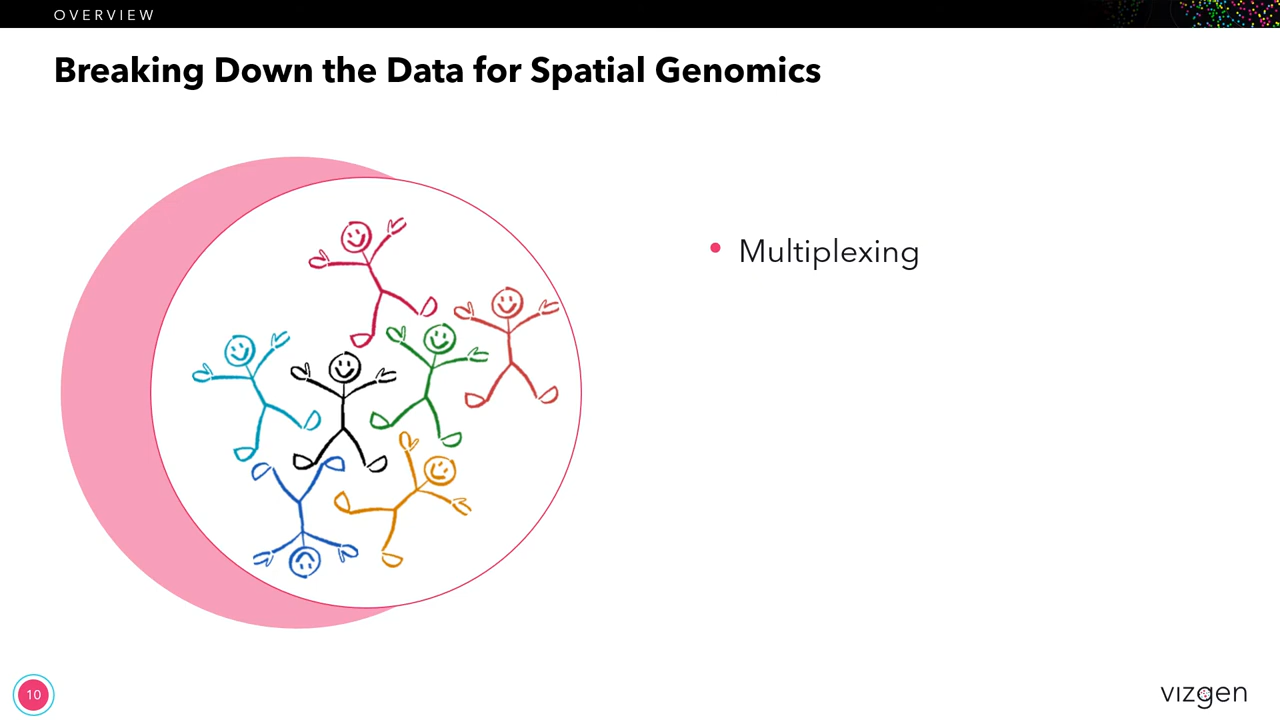 OVERVIEW
Breaking Down the Data for Spatial Genomics
• Multiplexing
10
vizgen